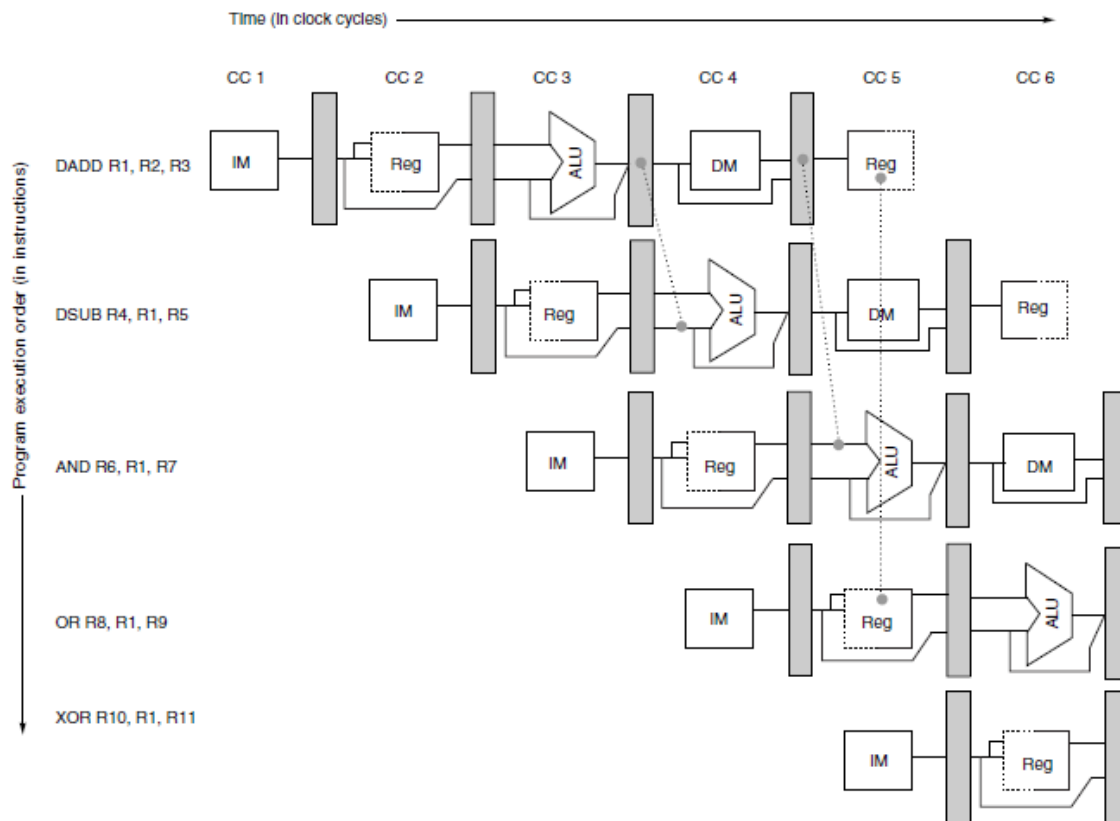 Time (in clock cycles)
CC 1 CC 2 CC 3 CC 4 CC 5 CC 6
Program execution order (in instructions)
DADD R1, R2, R3 IM Reg ALU DM Reg
DSUB R4, R1, R5 IM Reg ALU DM Reg
AND R6, R1, R7 IM Reg ALU DM
OR R8, R1, R9 IM Reg ALU
XOR R10, R1, R11
IM Reg